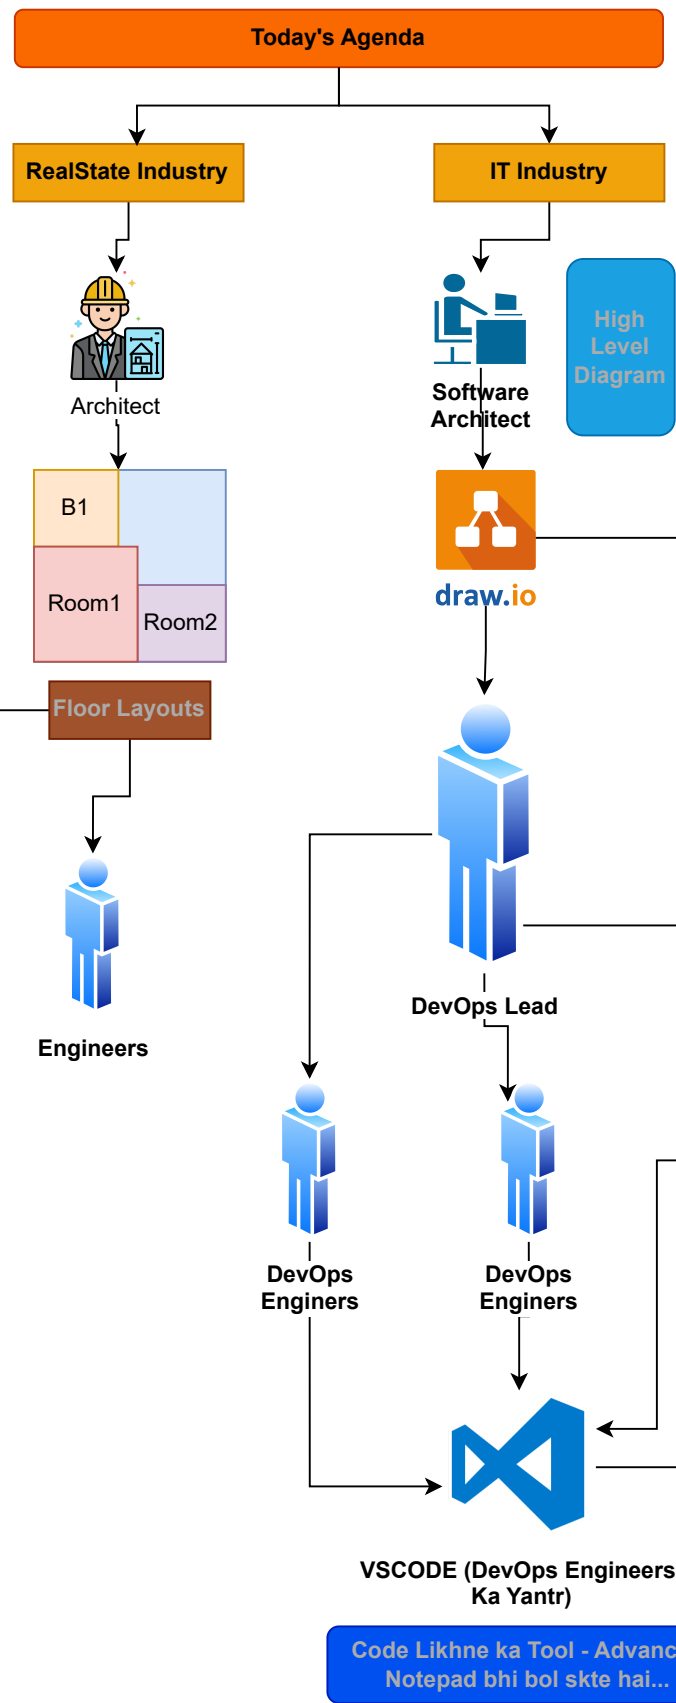 Today's Agenda
RealState Industry
IT Industry
High
Level
Diagram
Architect
Software
Architect
B1
Room1
Room2
draw.io
Floor Layouts
Engineers
DevOps Lead
DevOps
Enginers
DevOps
Enginers
VSCODE (DevOps Engineers
Ka Yantr)
Code Likhne ka Tool - Advanc
Notepad bhi bol skte hai...